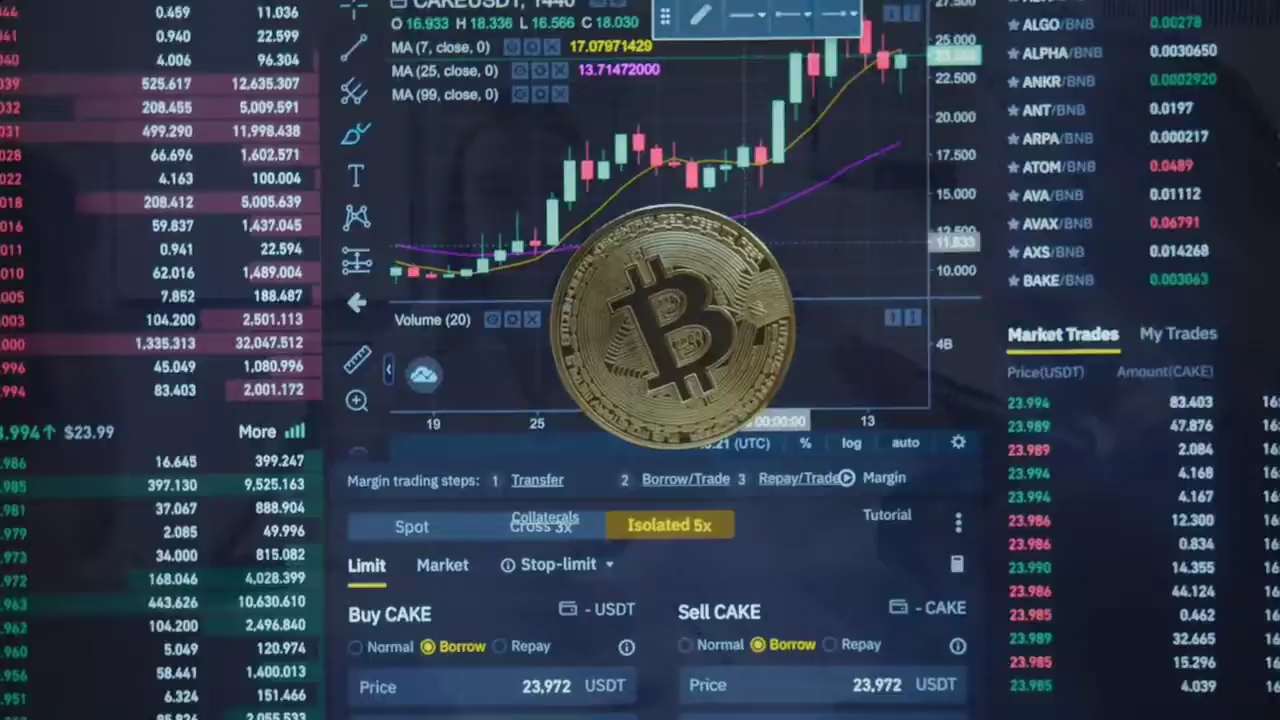 0.459 11.036
0.940 22.599
4.006 96.304
525.617 12,635.307
208.455 5,009.591
499.290 11,998.438
66.696 1,602.571
4.163 100.004
208.412 5,005.639
59.837 1,437.045
0.941 22.594
62.016 1,489.004
7.852 188.487
104.200 2,501.113
1,335.313 32,047.512
45.049 1,080.996
83.403 2,001.172
$23.99
More
16.645 399.247
397.130 9,525.163
37.067 888.904
2.085 49.996
34.000 815.082
168.046 4,028.399
443.626 10,630.610
104.200 2,496.840
5.049 120.974
58.441 1,400.013
6.324 151.466
CAKEUSDT, 1440
O 16.933 H 18.336 L 16.566 C 18.030
MA (7, close, 0) 17.07971429
MA (25, close, 0) 13.71472000
MA (99, close, 0)
T
25.000
22.500
20.000
17.500
15.000
12.500
11.833
10.000
Volume (20)
4B
B
19 25 00:00:00 13
(UTC) % log auto
Margin trading steps: 1 Transfer 2 Borrow/Trade 3 Repay/Trade Margin
Collaterals Tutorial
Spot Cross 3x Isolated 5x
Limit Market Stop-limit
Buy CAKE - USDT
Normal Borrow Repay
Price 23,972 USDT
Sell CAKE - CAKE
Normal Borrow Repay
Price 23,972 USDT
ALGO/BNB 0.00278
ALPHA/BNB 0.0030650
ANKR/BNB 0.0002920
ANT/BNB 0.0197
ARPA/BNB 0.000217
ATOM/BNB 0.0489
AVA/BNB 0.01112
AVAX/BNB 0.06791
AXS/BNB 0.014268
BAKE/BNB 0.003063
Market Trades My Trades
Price(USDT) Amount(CAKE)
23.994 83.403
23.989 47.876
23.989 2.084
23.994 4.168
23.994 4.167
23.986 12.300
23.986 0.834
23.990 14.355
23.986 44.124
23.985 0.462
23.989 32.665
23.985 15.296
23.985 4.039